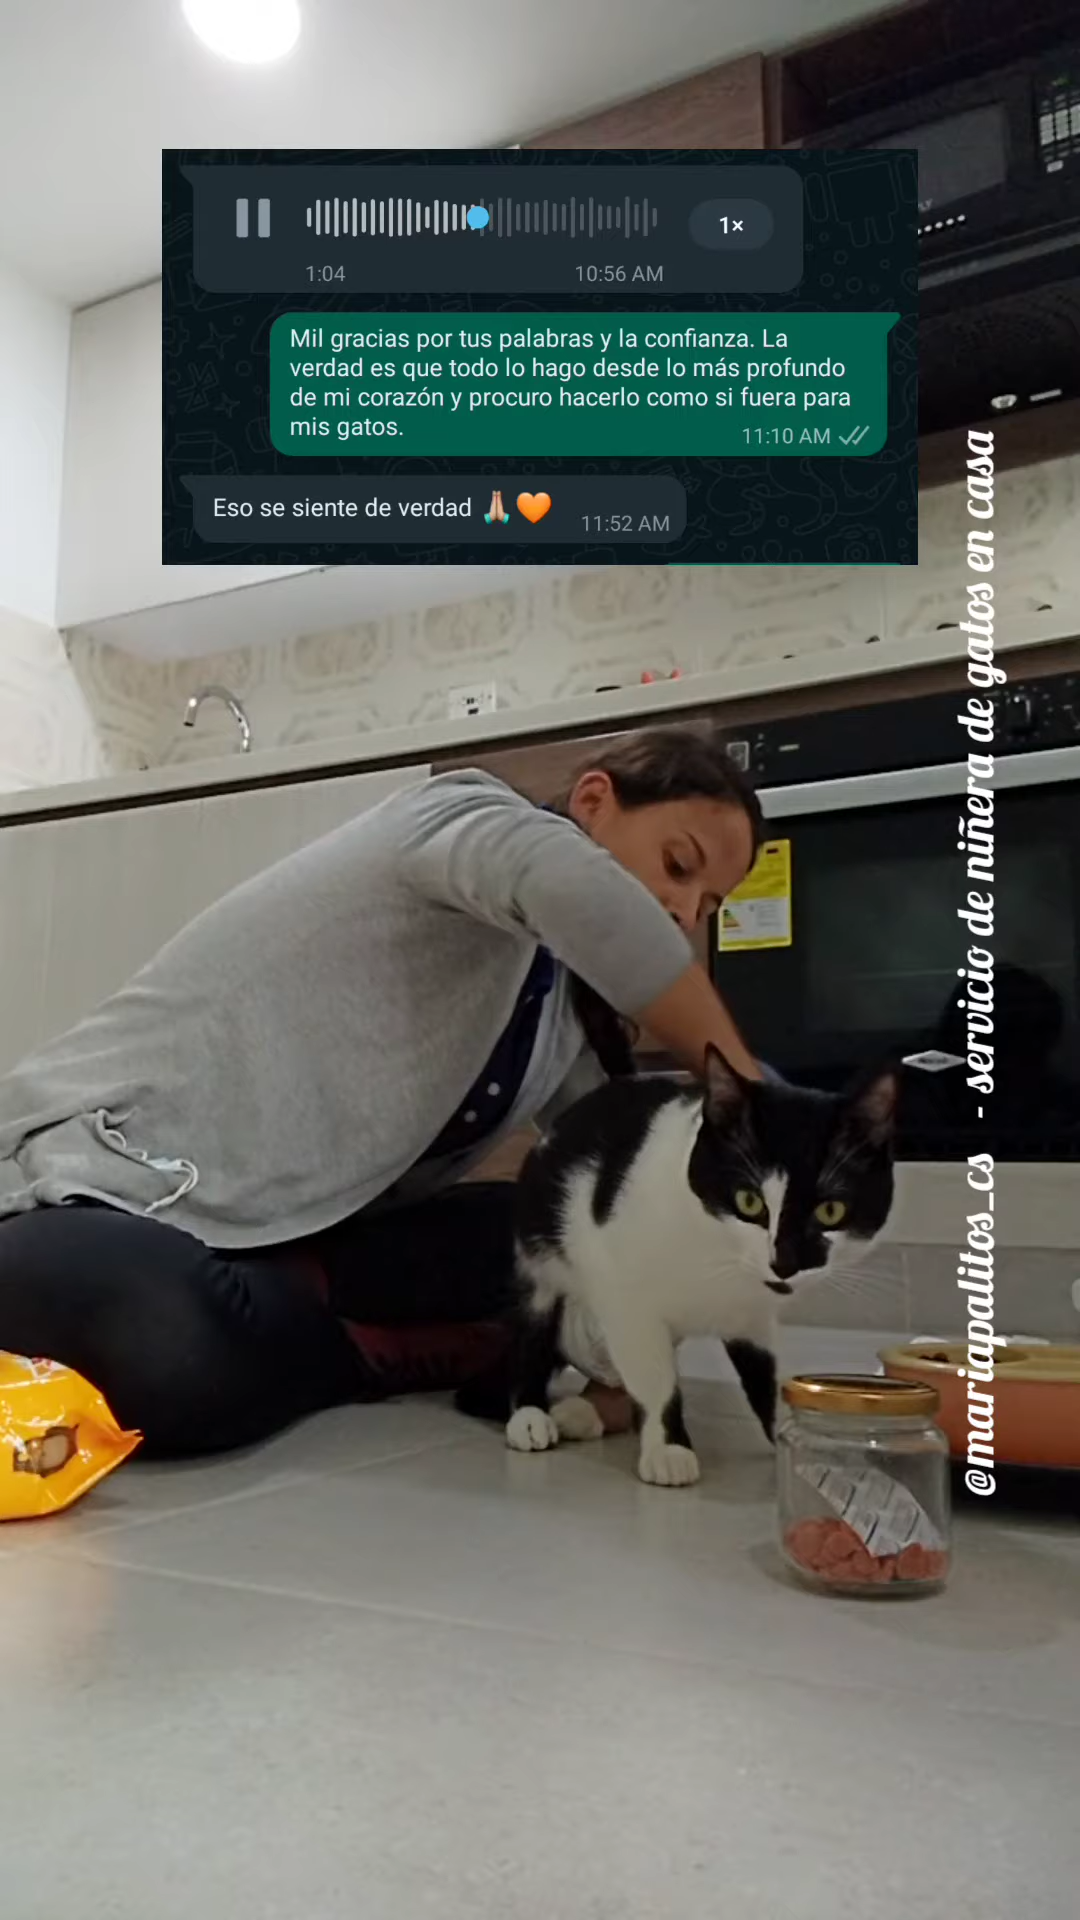 1×
1:04
10:56 AM
Mil gracias por tus palabras y la confianza. La
verdad es que todo lo hago desde lo más profundo
de mi corazón y procuro hacerlo como si fuera para
mis gatos.
11:10 AM
Eso se siente de verdad 🙏🏼🧡
11:52 AM
@mariapalitos_cs - servicio de niñera de gatos en casa